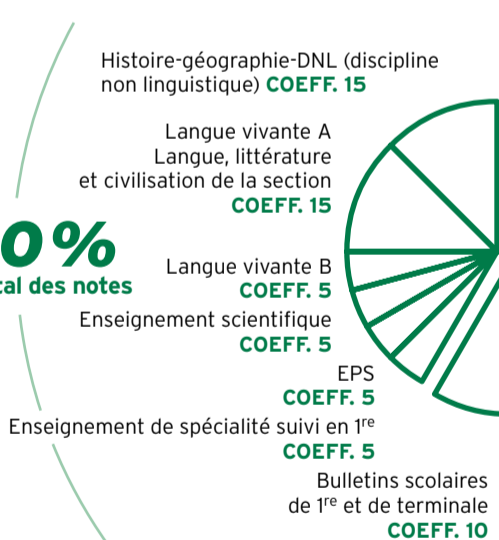 Histoire-géographie-DNL (discipline
non linguistique) COEFF. 15
Langue vivante A
Langue, littérature
et civilisation de la section
COEFF. 15
0%
tal des notes
Langue vivante B
COEFF. 5
Enseignement scientifique
COEFF. 5
EPS
COEFF. 5
Enseignement de spécialité suivi en 1re
COEFF. 5
Bulletins scolaires
de 1re et de terminale
COEFF. 10